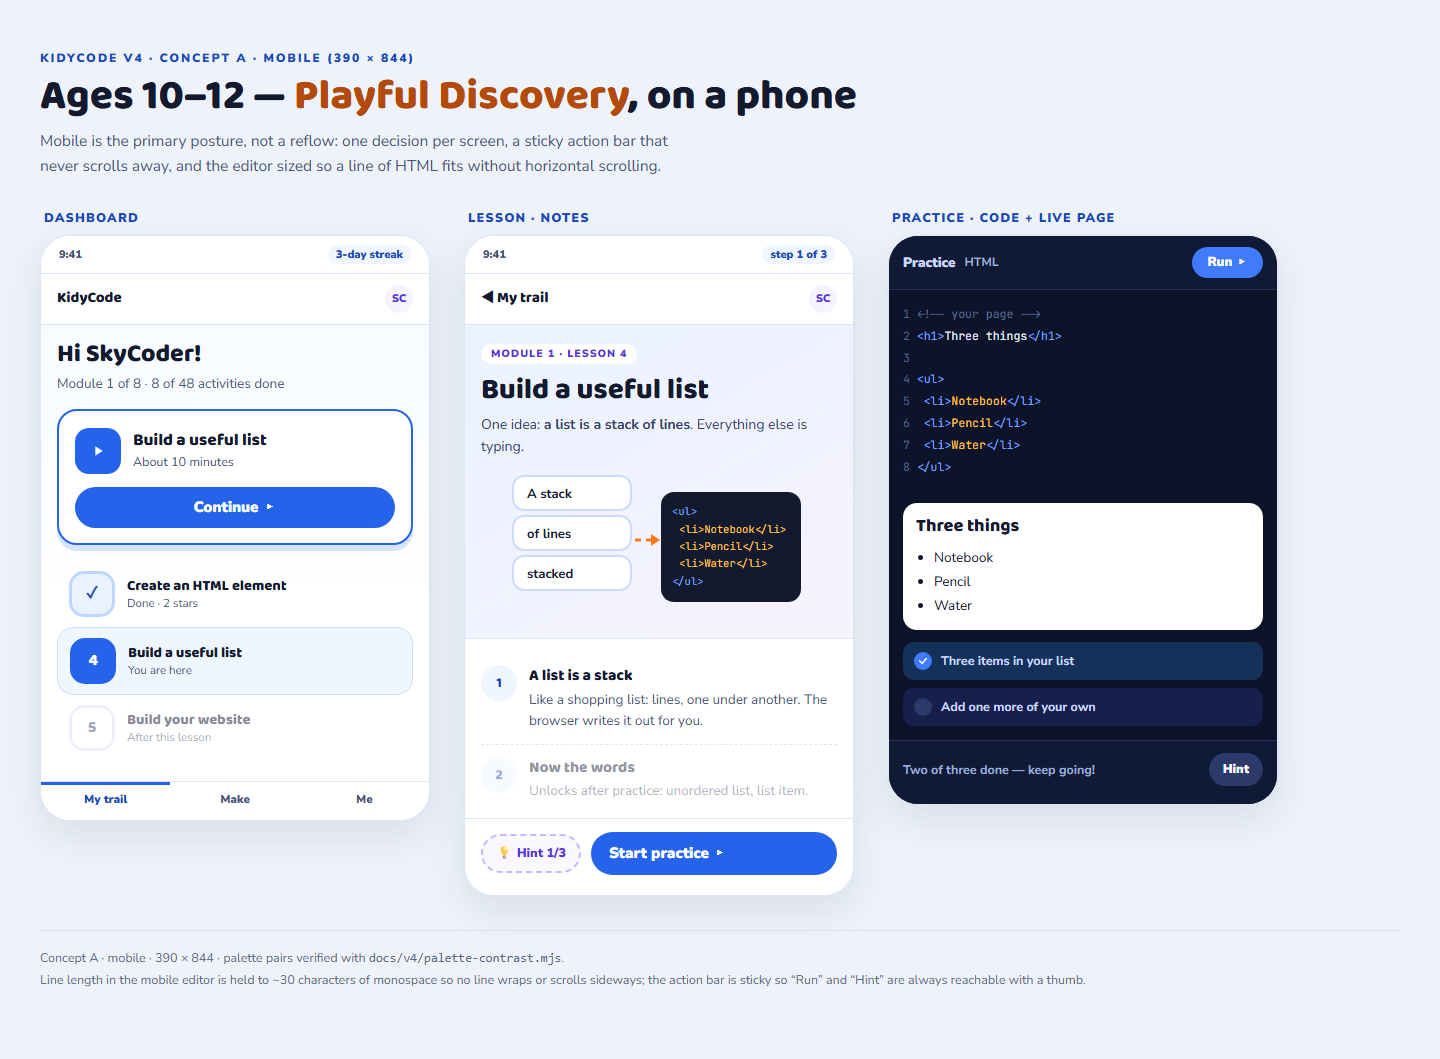 KIDYCODE V4 · CONCEPT A · MOBILE (390 × 844)
Ages 10–12 — Playful Discovery, on a phone
Mobile is the primary posture, not a reflow: one decision per screen, a sticky action bar that
never scrolls away, and the editor sized so a line of HTML fits without horizontal scrolling.
DASHBOARD
9:41
3-day streak
KidyCode
SC
Hi SkyCoder!
Module 1 of 8 · 8 of 48 activities done
Build a useful list
About 10 minutes
Continue ▸
✓
Create an HTML element
Done · 2 stars
4
Build a useful list
You are here
5
Build your website
After this lesson
My trail
Make
Me
LESSON · NOTES
9:41
step 1 of 3
◀ My trail
SC
MODULE 1 · LESSON 4
Build a useful list
One idea: a list is a stack of lines. Everything else is
typing.
A stack
of lines
stacked
<ul>
<li>Notebook</li>
<li>Pencil</li>
<li>Water</li>
</ul>
1
A list is a stack
Like a shopping list: lines, one under another. The
browser writes it out for you.
2
Now the words
Unlocks after practice: unordered list, list item.
💡 Hint 1/3
Start practice ▸
PRACTICE · CODE + LIVE PAGE
Practice HTML
Run ▸
1 <!-- your page -->
2 <h1>Three things</h1>
3
4 <ul>
5 <li>Notebook</li>
6 <li>Pencil</li>
7 <li>Water</li>
8 </ul>
Three things
• Notebook
• Pencil
• Water
Three items in your list
Add one more of your own
Two of three done — keep going!
Hint
Concept A · mobile · 390 × 844 · palette pairs verified with docs/v4/palette-contrast.mjs.
Line length in the mobile editor is held to ~30 characters of monospace so no line wraps or scrolls sideways; the action bar is sticky so “Run” and “Hint” are always reachable with a thumb.